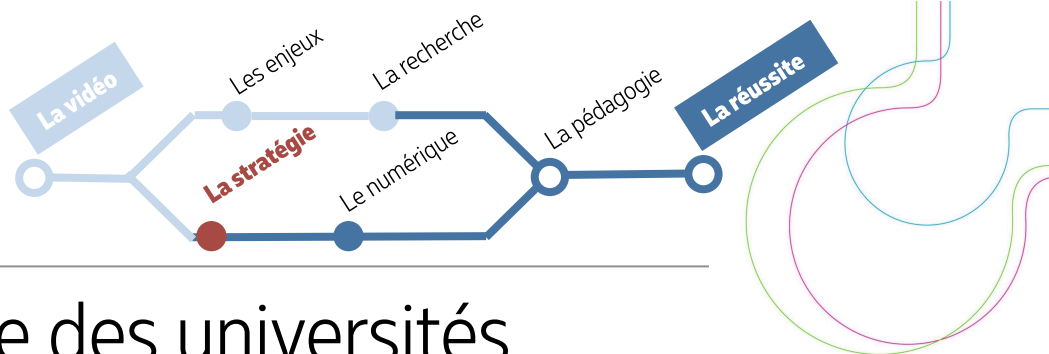 La vidéo
Les enjeux
La recherche
La stratégie
Le numérique
La pédagogie
La réussite
e des universités